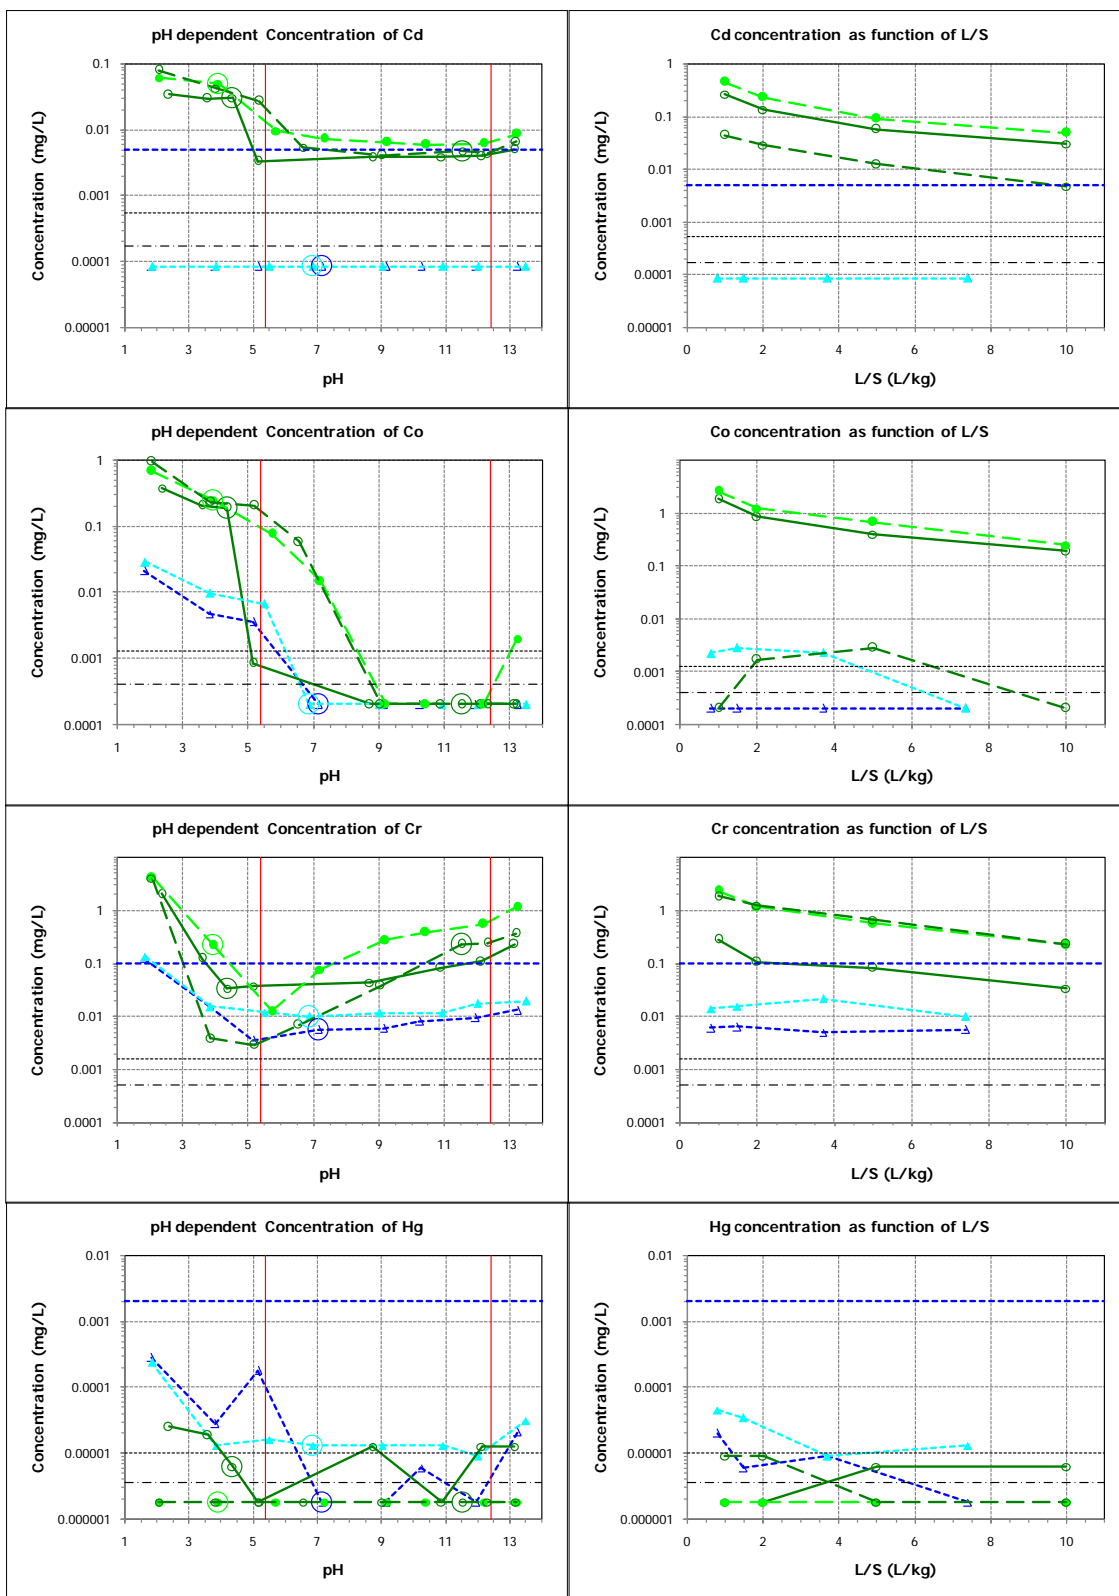 pH dependent Concentration of Cd
Concentration (mg/L)
0.1
0.01
0.001
0.0001
0.00001
1 3 5 7 9 11 13
pH
Cd concentration as function of L/S
Concentration (mg/L)
1
0.1
0.01
0.001
0.0001
0.00001
0 2 4 6 8 10
L/S (L/kg)
pH dependent Concentration of Co
Concentration (mg/L)
1
0.1
0.01
0.001
0.0001
1 3 5 7 9 11 13
pH
Co concentration as function of L/S
Concentration (mg/L)
1
0.1
0.01
0.001
0.0001
0 2 4 6 8 10
L/S (L/kg)
pH dependent Concentration of Cr
Concentration (mg/L)
1
0.1
0.01
0.001
0.0001
1 3 5 7 9 11 13
pH
Cr concentration as function of L/S
Concentration (mg/L)
1
0.1
0.01
0.001
0.0001
0 2 4 6 8 10
L/S (L/kg)
pH dependent Concentration of Hg
Concentration (mg/L)
0.01
0.001
0.0001
0.00001
0.000001
1 3 5 7 9 11 13
pH
Hg concentration as function of L/S
Concentration (mg/L)
0.01
0.001
0.0001
0.00001
0.000001
0 2 4 6 8 10
L/S (L/kg)